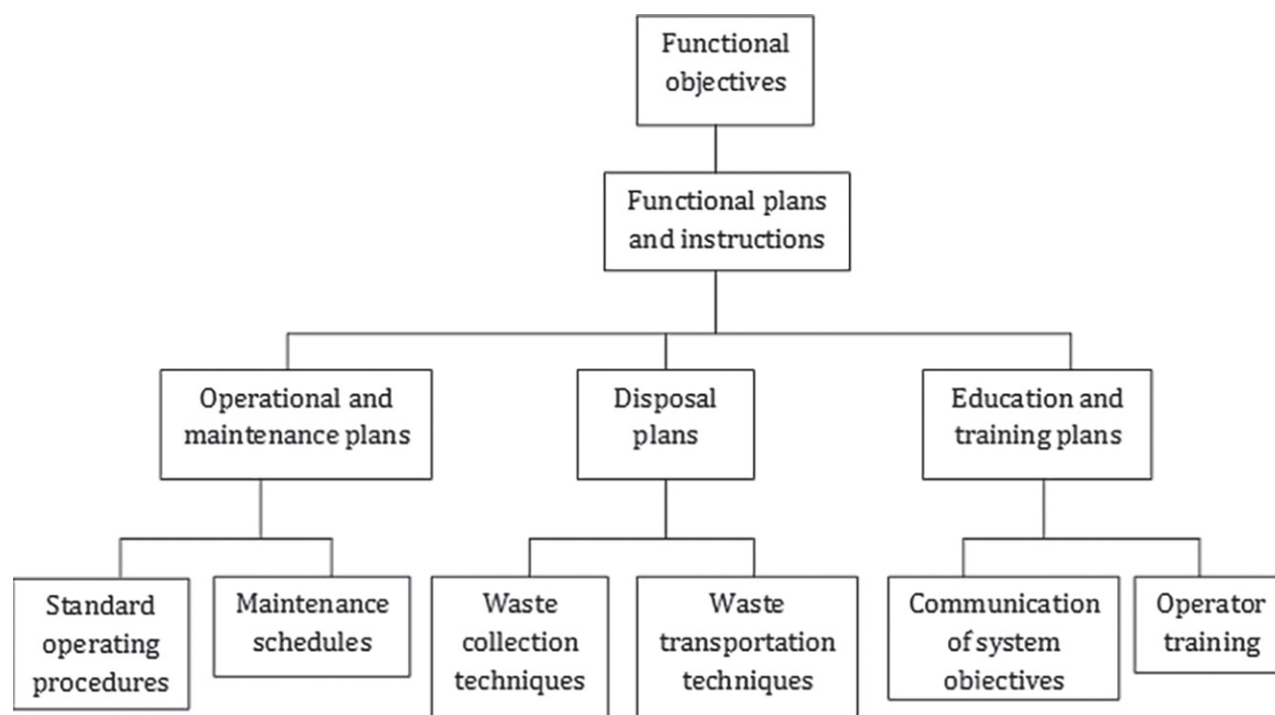 Functional
objectives
Functional plans
and instructions
Operational and
maintenance plans
Disposal
plans
Education and
training plans
Standard
operating
procedures
Maintenance
schedules
Waste
collection
techniques
Waste
transportation
techniques
Communication
of system
obiectives
Operator
training